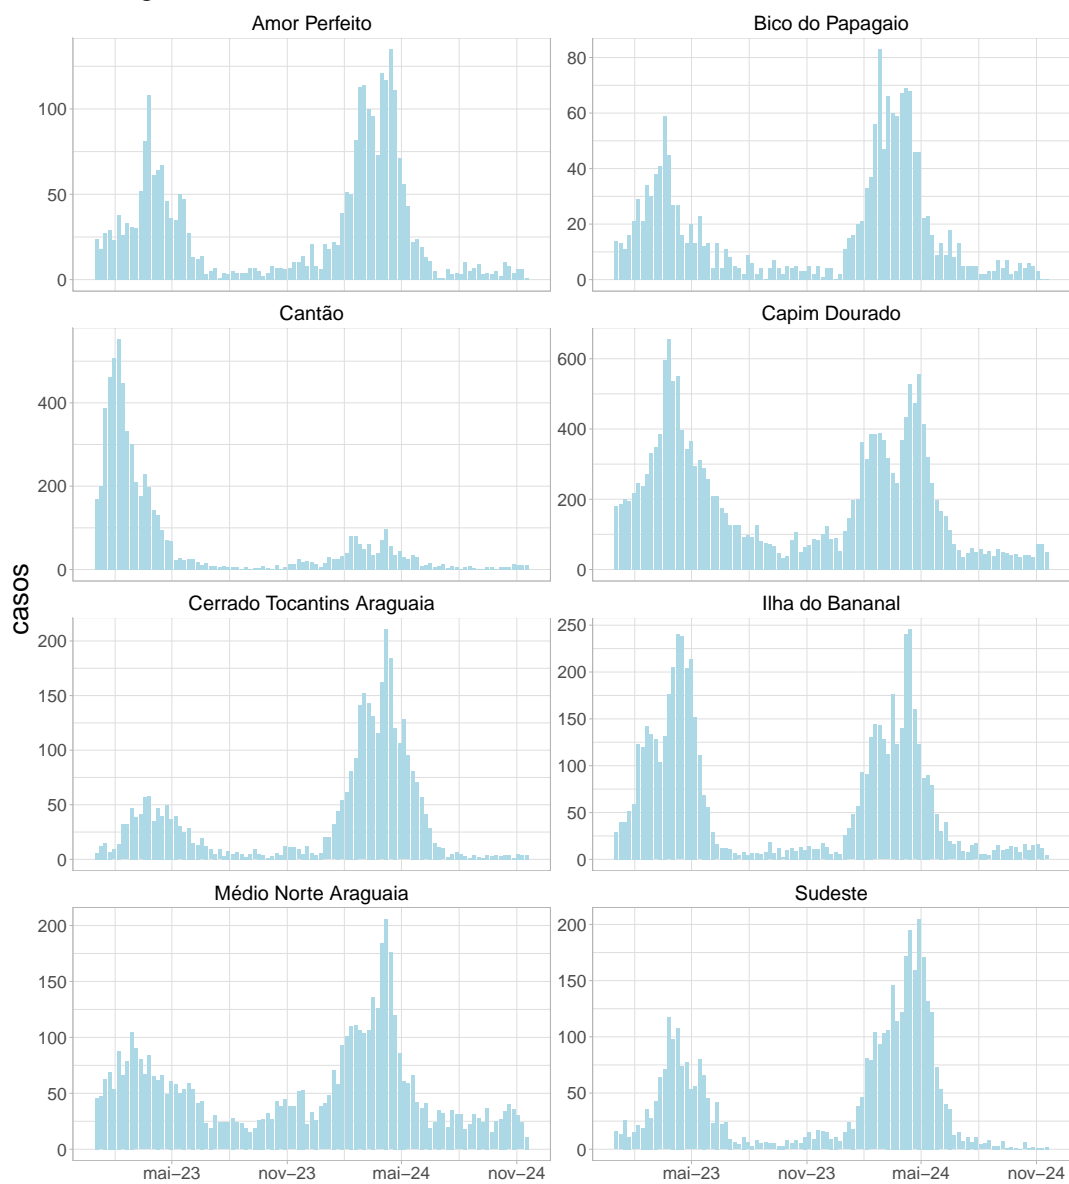 Amor Perfeito
Bico do Papagaio
100
50
0
80
60
40
20
0
Cantão
Capim Dourado
400
200
0
600
400
200
0
casos
Cerrado Tocantins Araguaia
Ilha do Bananal
200
150
100
50
0
250
200
150
100
50
0
Médio Norte Araguaia
Sudeste
200
150
100
50
0
200
150
100
50
0
mai–23
nov–23
mai–24
nov–24
mai–23
nov–23
mai–24
nov–24